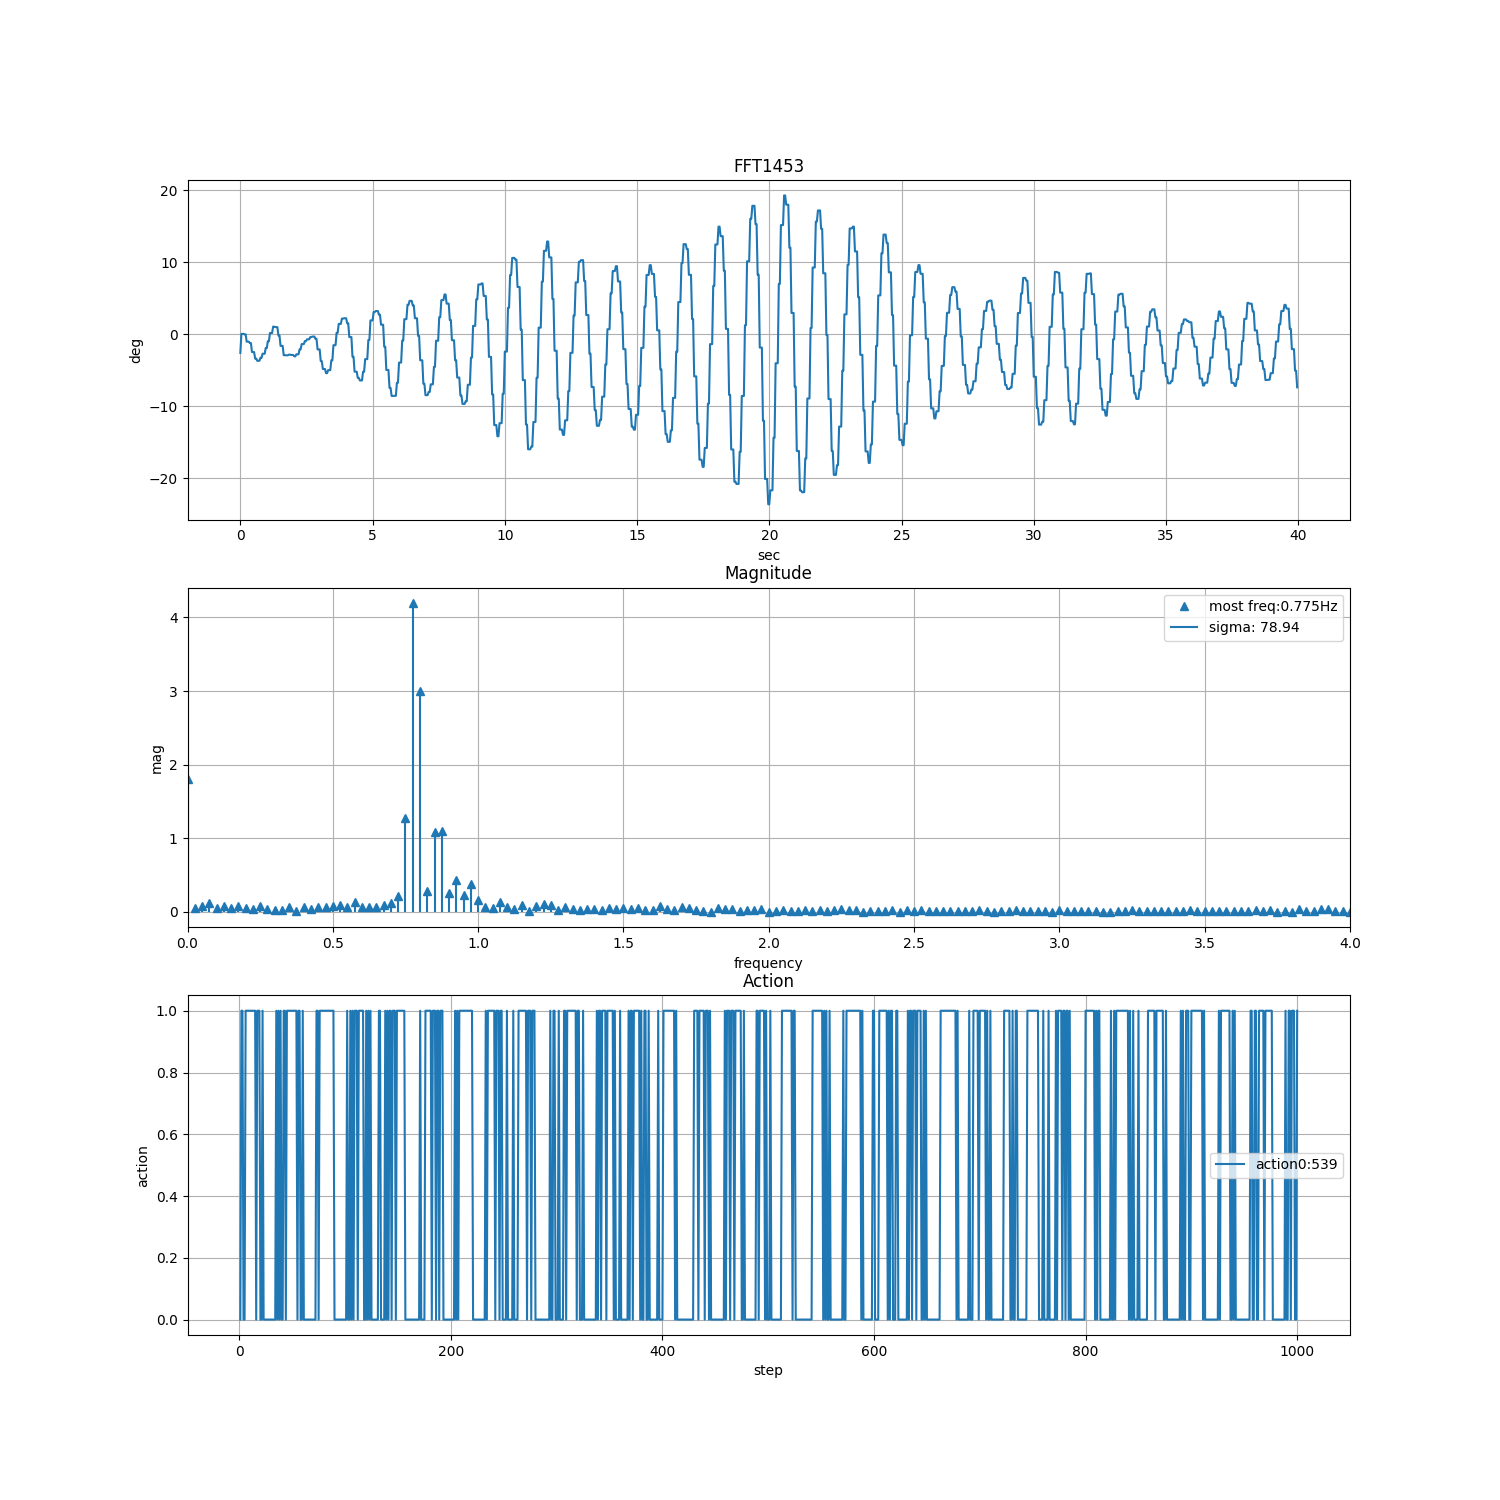 FFT1453
20
10
0
−10
−20
deg
0 5 10 15 20 25 30 35 40
sec
Magnitude
most freq:0.775Hz
sigma: 78.94
4
3
2
1
0
mag
0.0 0.5 1.0 1.5 2.0 2.5 3.0 3.5 4.0
frequency
Action
1.0
0.8
0.6
0.4
0.2
0.0
action
action0:539
0 200 400 600 800 1000
step